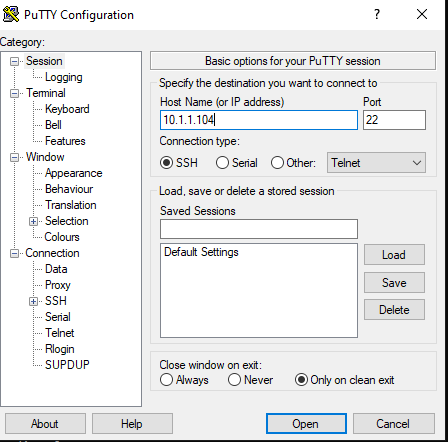 PuTTY Configuration
?
Category:
Session
Logging
Terminal
Keyboard
Bell
Features
Window
Appearance
Behaviour
Translation
Selection
Colours
Connection
Data
Proxy
SSH
Serial
Telnet
Rlogin
SUPDUP
Basic options for your PuTTY session
Specify the destination you want to connect to
Host Name (or IP address) Port
10.1.1.104 22
Connection type:
SSH Serial Other: Telnet
Load, save or delete a stored session
Saved Sessions
Default Settings
Load
Save
Delete
Close window on exit:
Always Never Only on clean exit
About Help Open Cancel